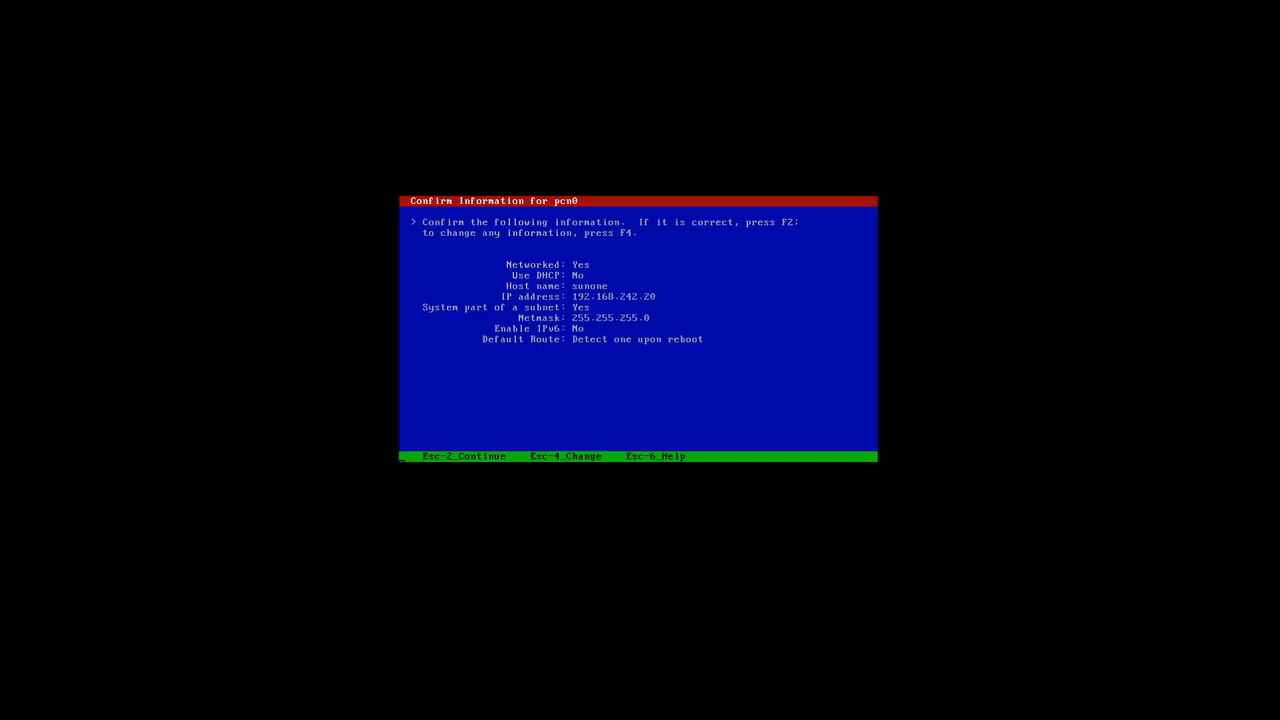 Confirm Information for pcn0
> Confirm the following information.  If it is correct, press F2;
to change any information, press F4.
Networked: Yes
Use DHCP: No
Host name: sunone
IP address: 192.168.242.20
System part of a subnet: Yes
Netmask: 255.255.255.0
Enable IPv6: No
Default Route: Detect one upon reboot
Esc-2_Continue    Esc-4_Change    Esc-6_Help